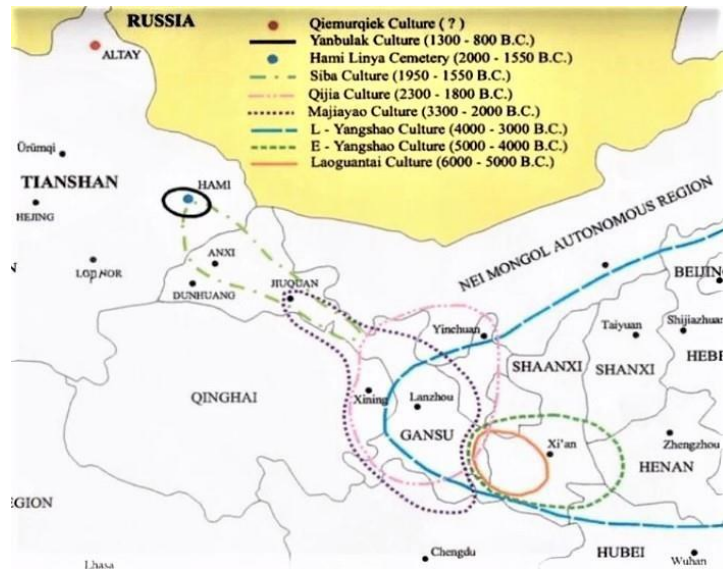 RUSSIA
ALTAY
Qiemurqiek Culture ( ? )
Yanbulak Culture (1300 - 800 B.C.)
Hami Linya Cemetery (2000 - 1550 B.C.)
Siba Culture (1950 - 1550 B.C.)
Qijia Culture (2300 - 1800 B.C.)
Majiayao Culture (3300 - 2000 B.C.)
L - Yangshao Culture (4000 - 3000 B.C.)
E - Yangshao Culture (5000 - 4000 B.C.)
Laoguantai Culture (6000 - 5000 B.C.)
Ürümqi
TIANSHAN
HAMI
HEJING
NEI MONGOL AUTONOMOUS REGION
ANXI
LOP NOR
BEIJING
DUNHUANG
JIUQUAN
Yinchuan
Taiyuan
Shijiazhuan
HEBE
SHAANXI
SHANXI
QINGHAI
Xining
Lanzhou
GANSU
Xi'an
Zhengzhou
HENAN
EGION
Chengdu
HUBEI
Wuhan
Lhasa